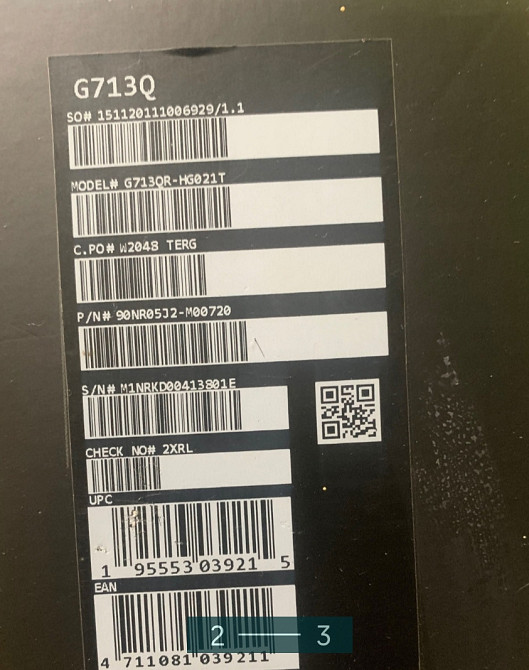 G713Q
SO# 151120111006929/1.1
MODEL# G713QR-HG021T
C.PO# W2048 TERG
P/N# 90NR05J2-M00720
S/N# M1NRKD00413801E
CHECK NO# 2XRL
UPC
1 95553 03921 5
EAN
4 711081 039211
2 — 3